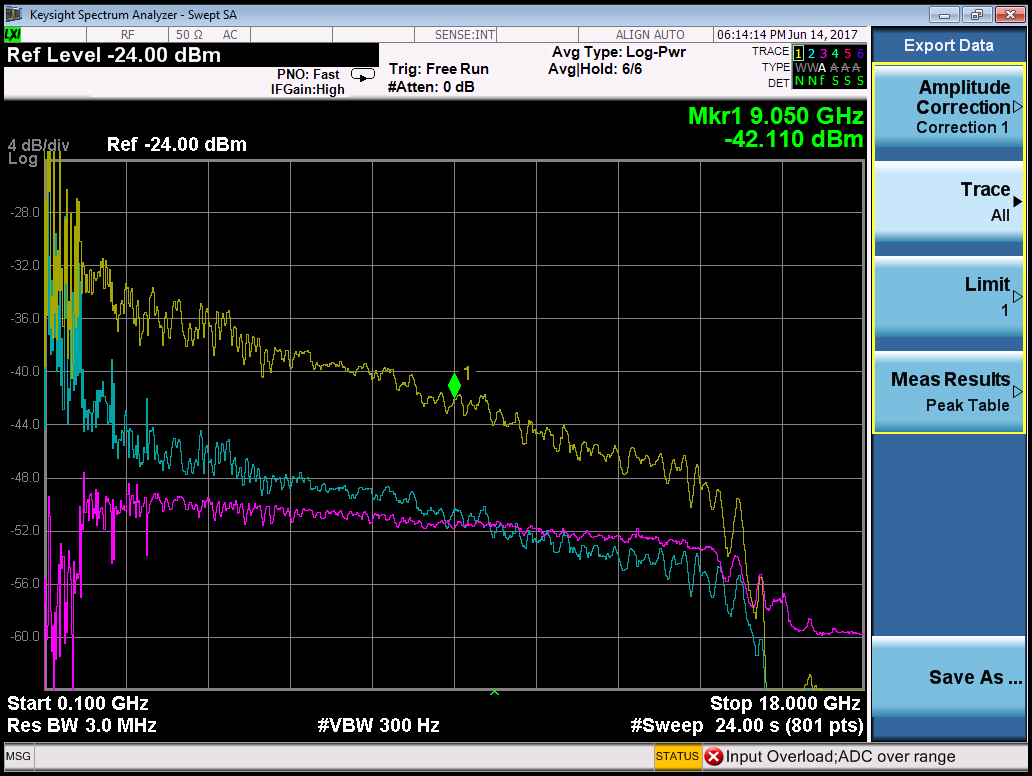 Keysight Spectrum Analyzer - Swept SA
LXI RF 50 Ω AC SENSE:INT ALIGN AUTO 06:14:14 PM Jun 14, 2017
Ref Level -24.00 dBm
PNO: Fast
IFGain:High
Trig: Free Run
#Atten: 0 dB
Avg Type: Log-Pwr
Avg|Hold: 6/6
TRACE 1 2 3 4 5 6
TYPE W W A A A A
DET N N f S S S
Mkr1 9.050 GHz
-42.110 dBm
4 dB/div
Log
Ref -24.00 dBm
-28.0
-32.0
-36.0
-40.0
-44.0
-48.0
-52.0
-56.0
-60.0
1
Start 0.100 GHz
Stop 18.000 GHz
Res BW 3.0 MHz
#VBW 300 Hz
#Sweep 24.00 s (801 pts)
Export Data
Amplitude
Correction
Correction 1
Trace
All
Limit
1
Meas Results
Peak Table
Save As ...
MSG
STATUS
Input Overload;ADC over range